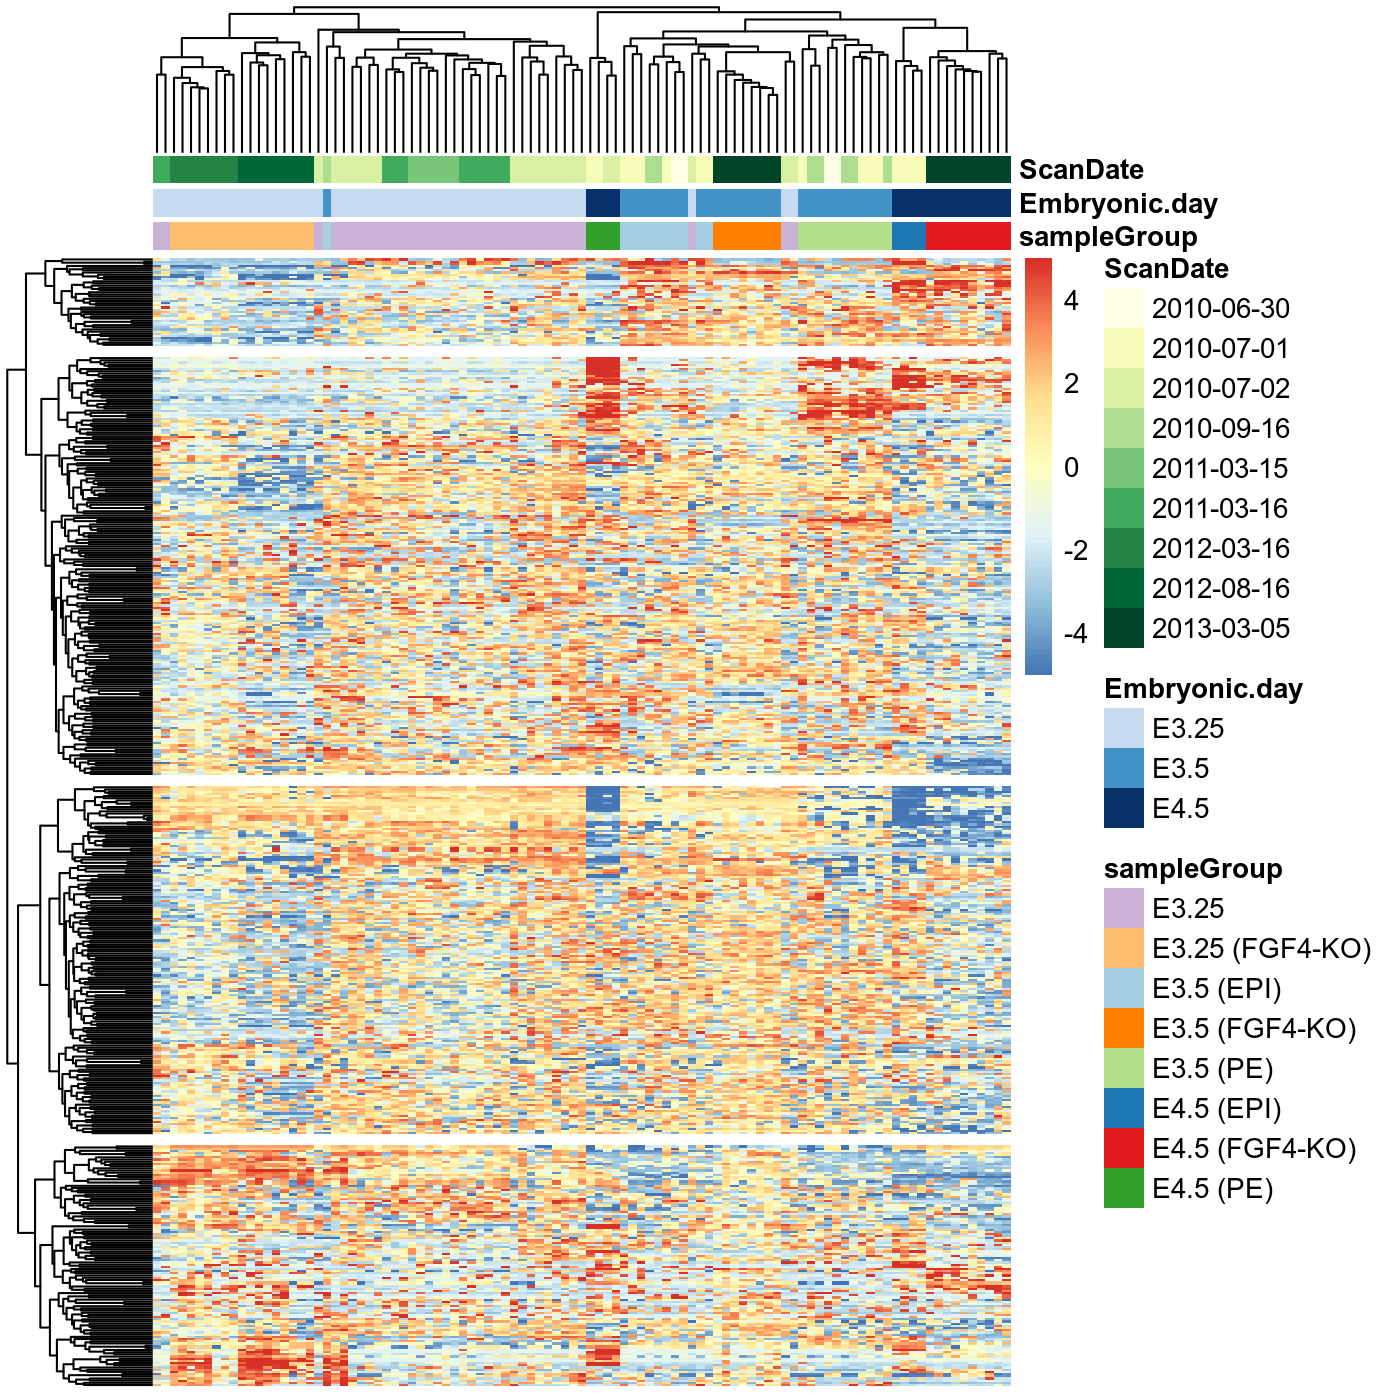 ScanDate
Embryonic.day
sampleGroup
4
2
0
-2
-4
ScanDate
2010-06-30
2010-07-01
2010-07-02
2010-09-16
2011-03-15
2011-03-16
2012-03-16
2012-08-16
2013-03-05
Embryonic.day
E3.25
E3.5
E4.5
sampleGroup
E3.25
E3.25 (FGF4-KO)
E3.5 (EPI)
E3.5 (FGF4-KO)
E3.5 (PE)
E4.5 (EPI)
E4.5 (FGF4-KO)
E4.5 (PE)